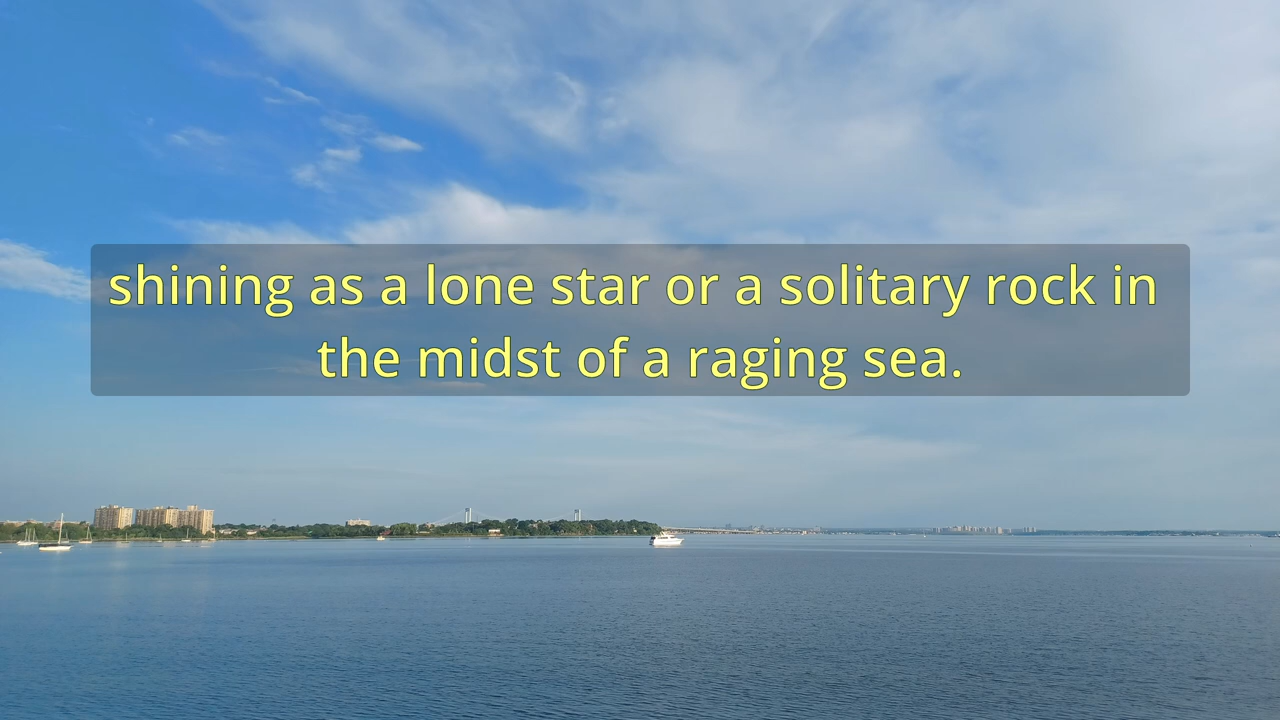 shining as a lone star or a solitary rock in
the midst of a raging sea.